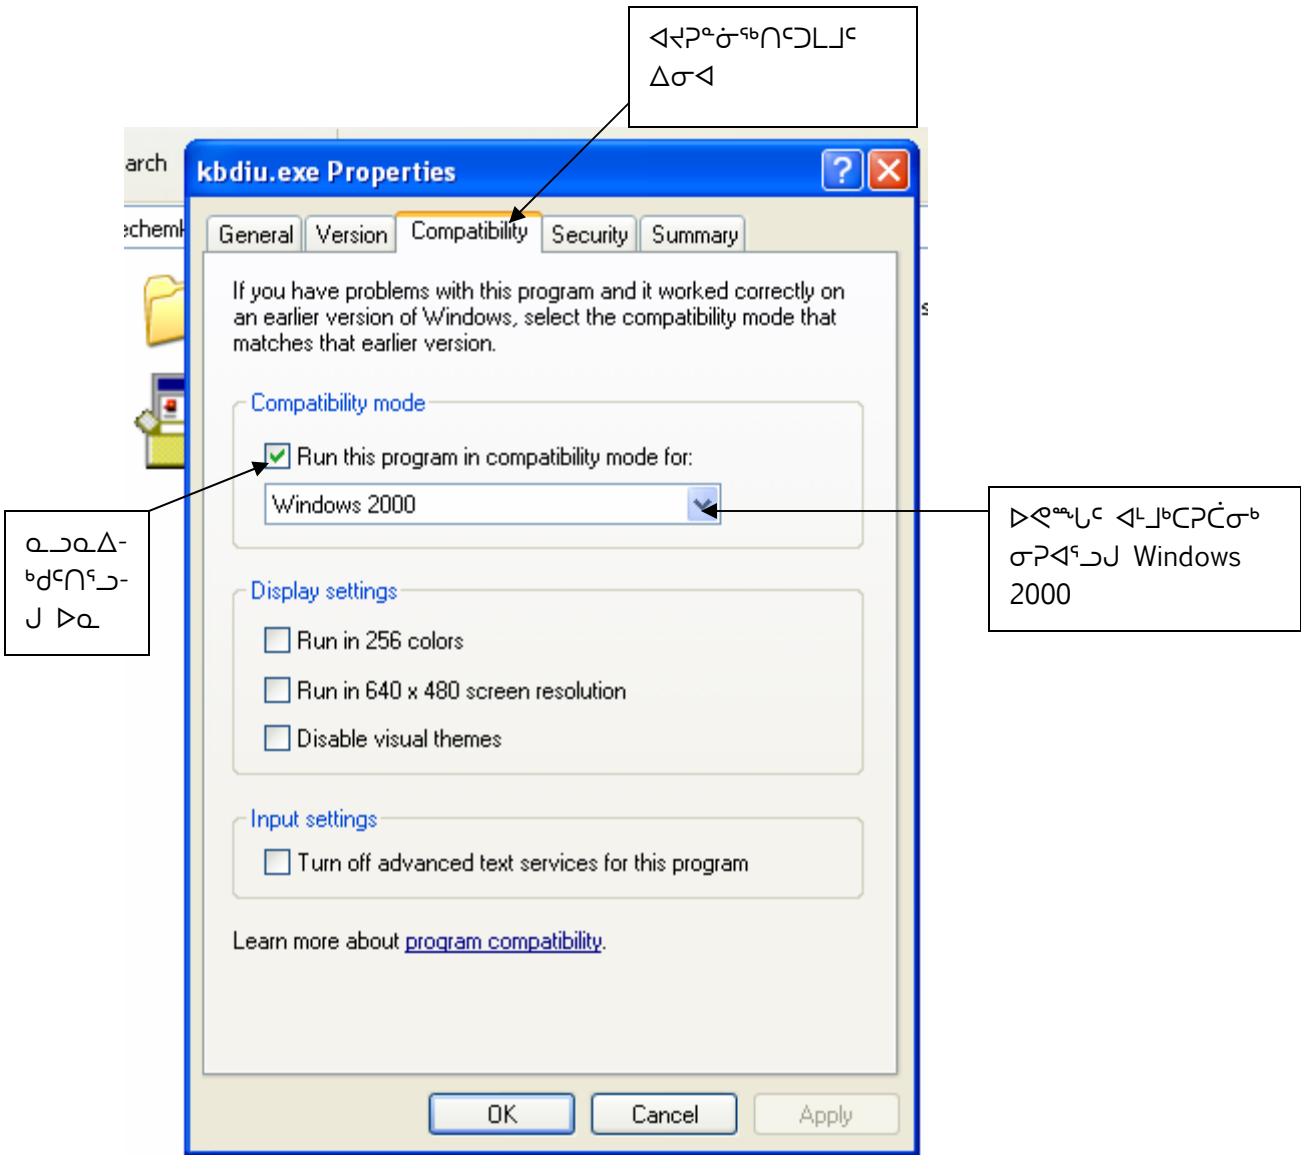 ᐊᔪᕈᓐᓃᖅᑎᑦᑐᒪᒧᑦ
ᐃᓂᐊ
arch
kbdiu.exe Properties
General Version Compatibility Security Summary
If you have problems with this program and it worked correctly on
an earlier version of Windows, select the compatibility mode that
matches that earlier version.
Compatibility mode
Run this program in compatibility mode for:
Windows 2000
ᓇᓗᓇᐃ-
ᒃᑯᑦᑎᕐᓗ-
ᒍ ᐅᓇ
ᐅᕙᙵᑦ ᐊᒻᒧᒃᑕᕈᑖᓂᒃ
ᓂᕈᐊᕐᓗᒍ Windows
2000
Display settings
Run in 256 colors
Run in 640 x 480 screen resolution
Disable visual themes
Input settings
Turn off advanced text services for this program
Learn more about program compatibility.
OK Cancel Apply